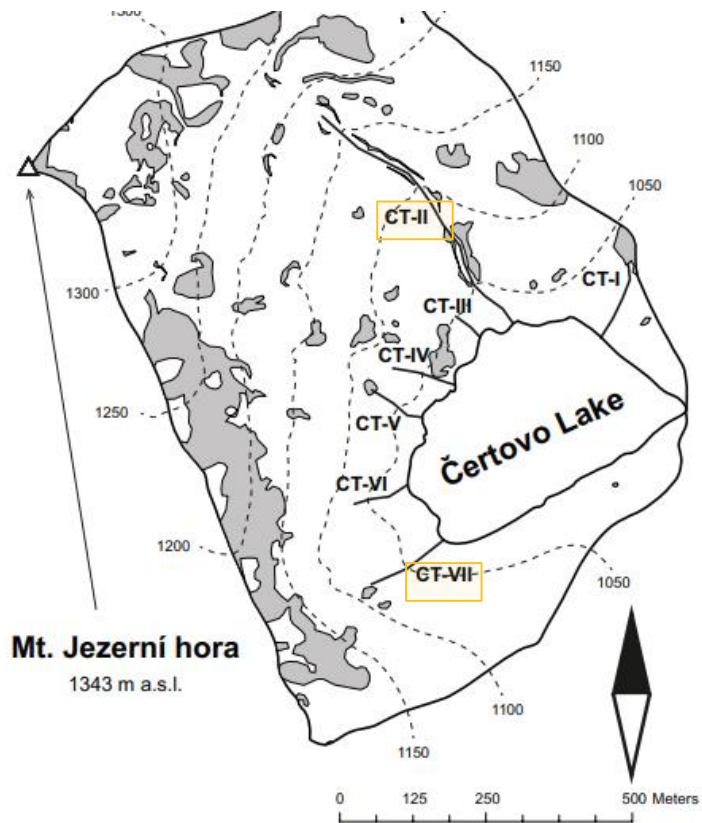 1300
1150
1100
1050
CT-II
CT-I
1300
CT-III
CT-IV
1250
CT-V
Čertovo Lake
CT-VI
1200
CT-VII
1050
Mt. Jezerní hora
1343 m a.s.l.
1100
1150
0 125 250 500 Meters